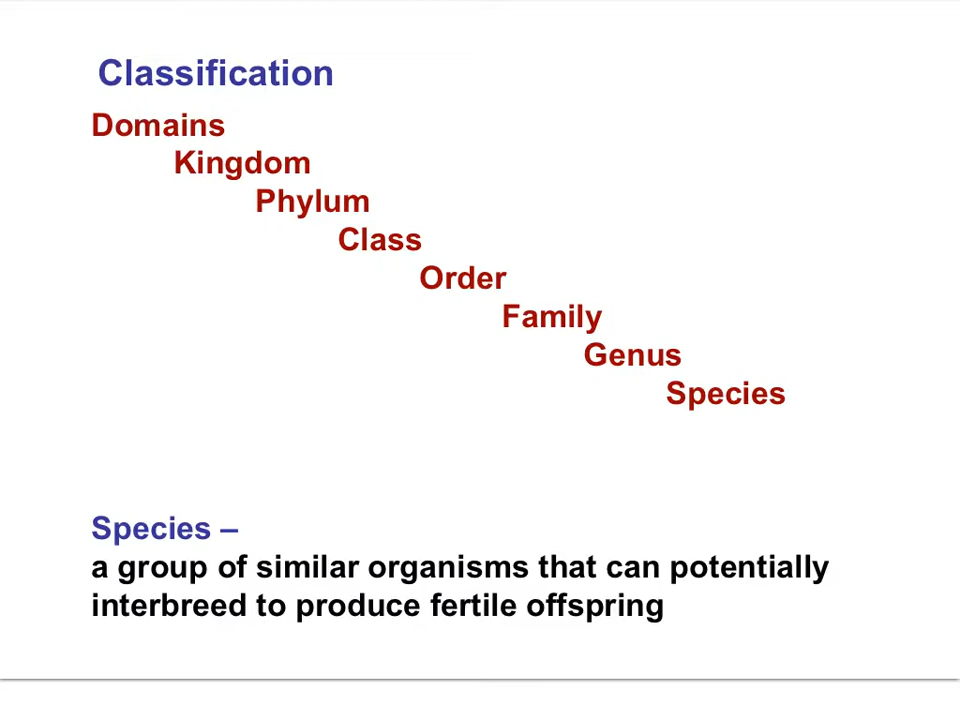 Classification
Domains
Kingdom
Phylum
Class
Order
Family
Genus
Species
Species –
a group of similar organisms that can potentially
interbreed to produce fertile offspring